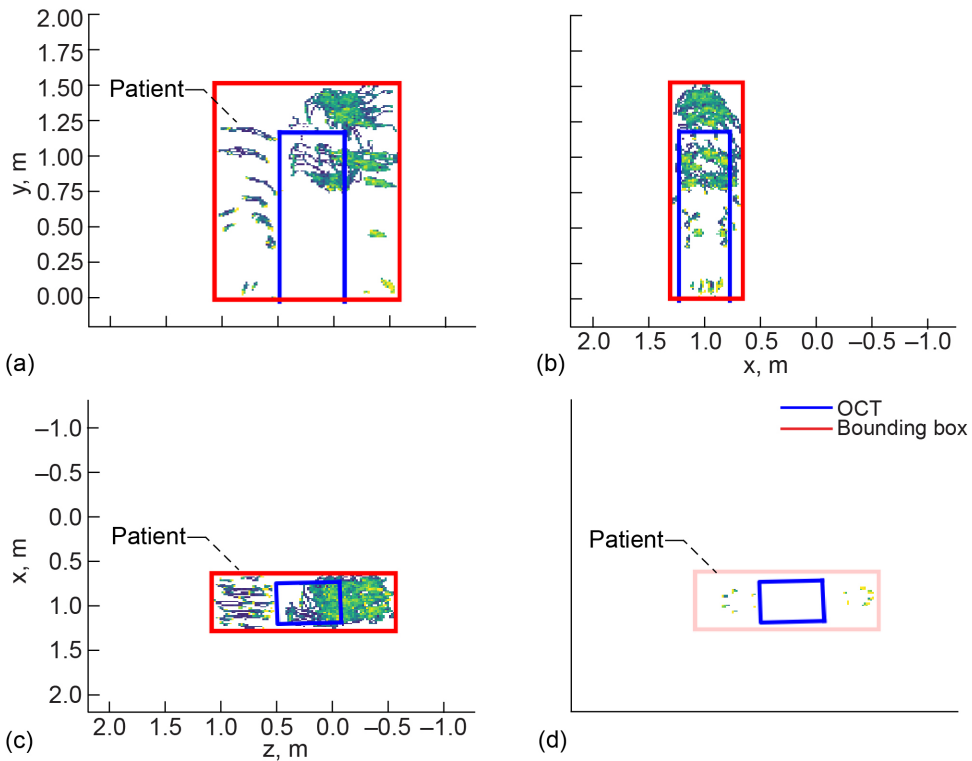 2.00
1.75
1.50
1.25
1.00
0.75
0.50
0.25
0.00
y, m
Patient
(a)
2.0 1.5 1.0 0.5 0.0 –0.5 –1.0
x, m
(b)
–1.0
–0.5
0.0
0.5
1.0
1.5
2.0
x, m
Patient
2.0 1.5 1.0 0.5 0.0 –0.5 –1.0
z, m
(c)
OCT
Bounding box
Patient
(d)